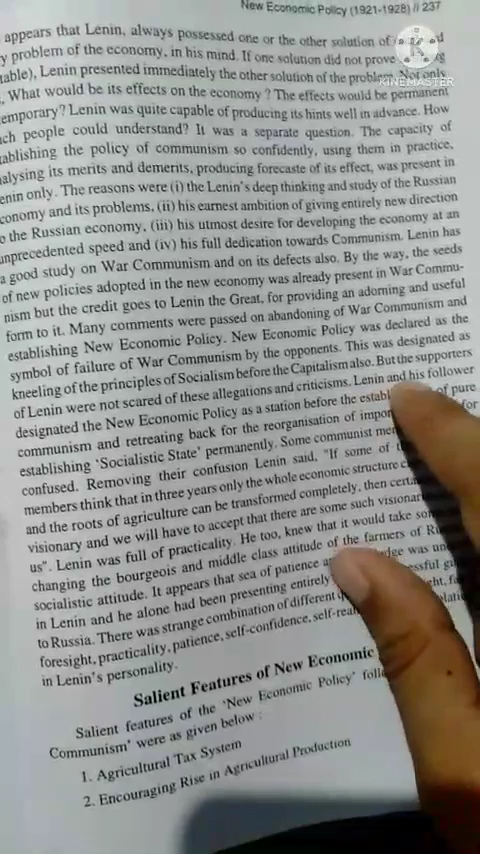 New Economic Policy (1921-1928) // 237
KINEMASTER
appears that Lenin, always possessed one or the other solution of
y problem of the economy, in his mind. If one solution did not prove
table), Lenin presented immediately the other solution of the problem. Not only
, What would be its effects on the economy ? The effects would be permanent
temporary? Lenin was quite capable of producing its hints well in advance. How
ch people could understand? It was a separate question. The capacity of
ablishing the policy of communism so confidently, using them in practice,
alysing its merits and demerits, producing forecaste of its effect, was present in
enin only. The reasons were (i) the Lenin's deep thinking and study of the Russian
conomy and its problems, (ii) his earnest ambition of giving entirely new direction
o the Russian economy, (iii) his utmost desire for developing the economy at an
unprecedented speed and (iv) his full dedication towards Communism. Lenin has
a good study on War Communism and on its defects also. By the way, the seeds
of new policies adopted in the new economy was already present in War Commu-
nism but the credit goes to Lenin the Great, for providing an adorning and useful
form to it. Many comments were passed on abandoning of War Communism and
establishing New Economic Policy. New Economic Policy was declared as the
symbol of failure of War Communism by the opponents. This was designated as
kneeling of the principles of Socialism before the Capitalism also. But the supporters
of Lenin were not scared of these allegations and criticisms. Lenin and his follower
designated the New Economic Policy as a station before the establ of pure
communism and retreating back for the reorganisation of impor for
establishing 'Socialistic State' permanently. Some communist me
confused. Removing their confusion Lenin said, "If some of
members think that in three years only the whole economic structure
and the roots of agriculture can be transformed completely, then certa
visionary and we will have to accept that there are some such visionar
us". Lenin was full of practicality. He too, knew that it would take so
changing the bourgeois and middle class attitude of the farmers of
socialistic attitude. It appears that sea of patience
in Lenin and he alone had been presenting entirely
to Russia. There was strange combination of different
foresight, practicality, patience, self-confidence, self-
in Lenin's personality.
Salient Features of New Economic
Salient features of the 'New Economic Policy'
Communism' were as given below :
1. Agricultural Tax System
2. Encouraging Rise in Agricultural Production